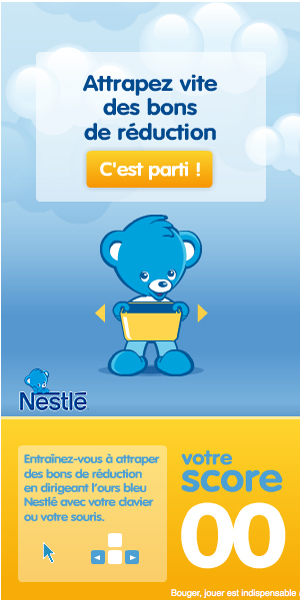 Attrapez vite
des bons
de réduction
C'est parti !
Nestlé
Entraînez-vous à attraper
des bons de réduction
en dirigeant l'ours bleu
Nestlé avec votre clavier
ou votre souris.
votre
score
00
Bouger, jouer est indispensable